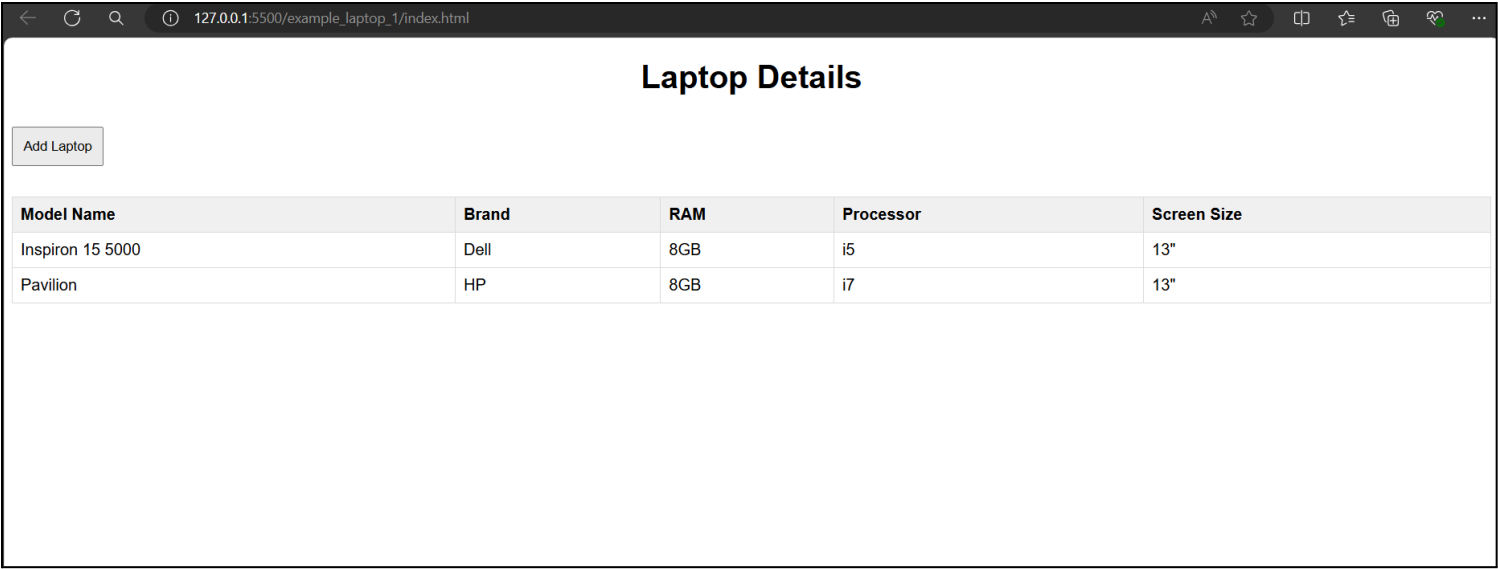 127.0.0.1:5500/example_laptop_1/index.html
Laptop Details
Add Laptop
Model Name Brand RAM Processor Screen Size
Inspiron 15 5000 Dell 8GB i5 13"
Pavilion HP 8GB i7 13"